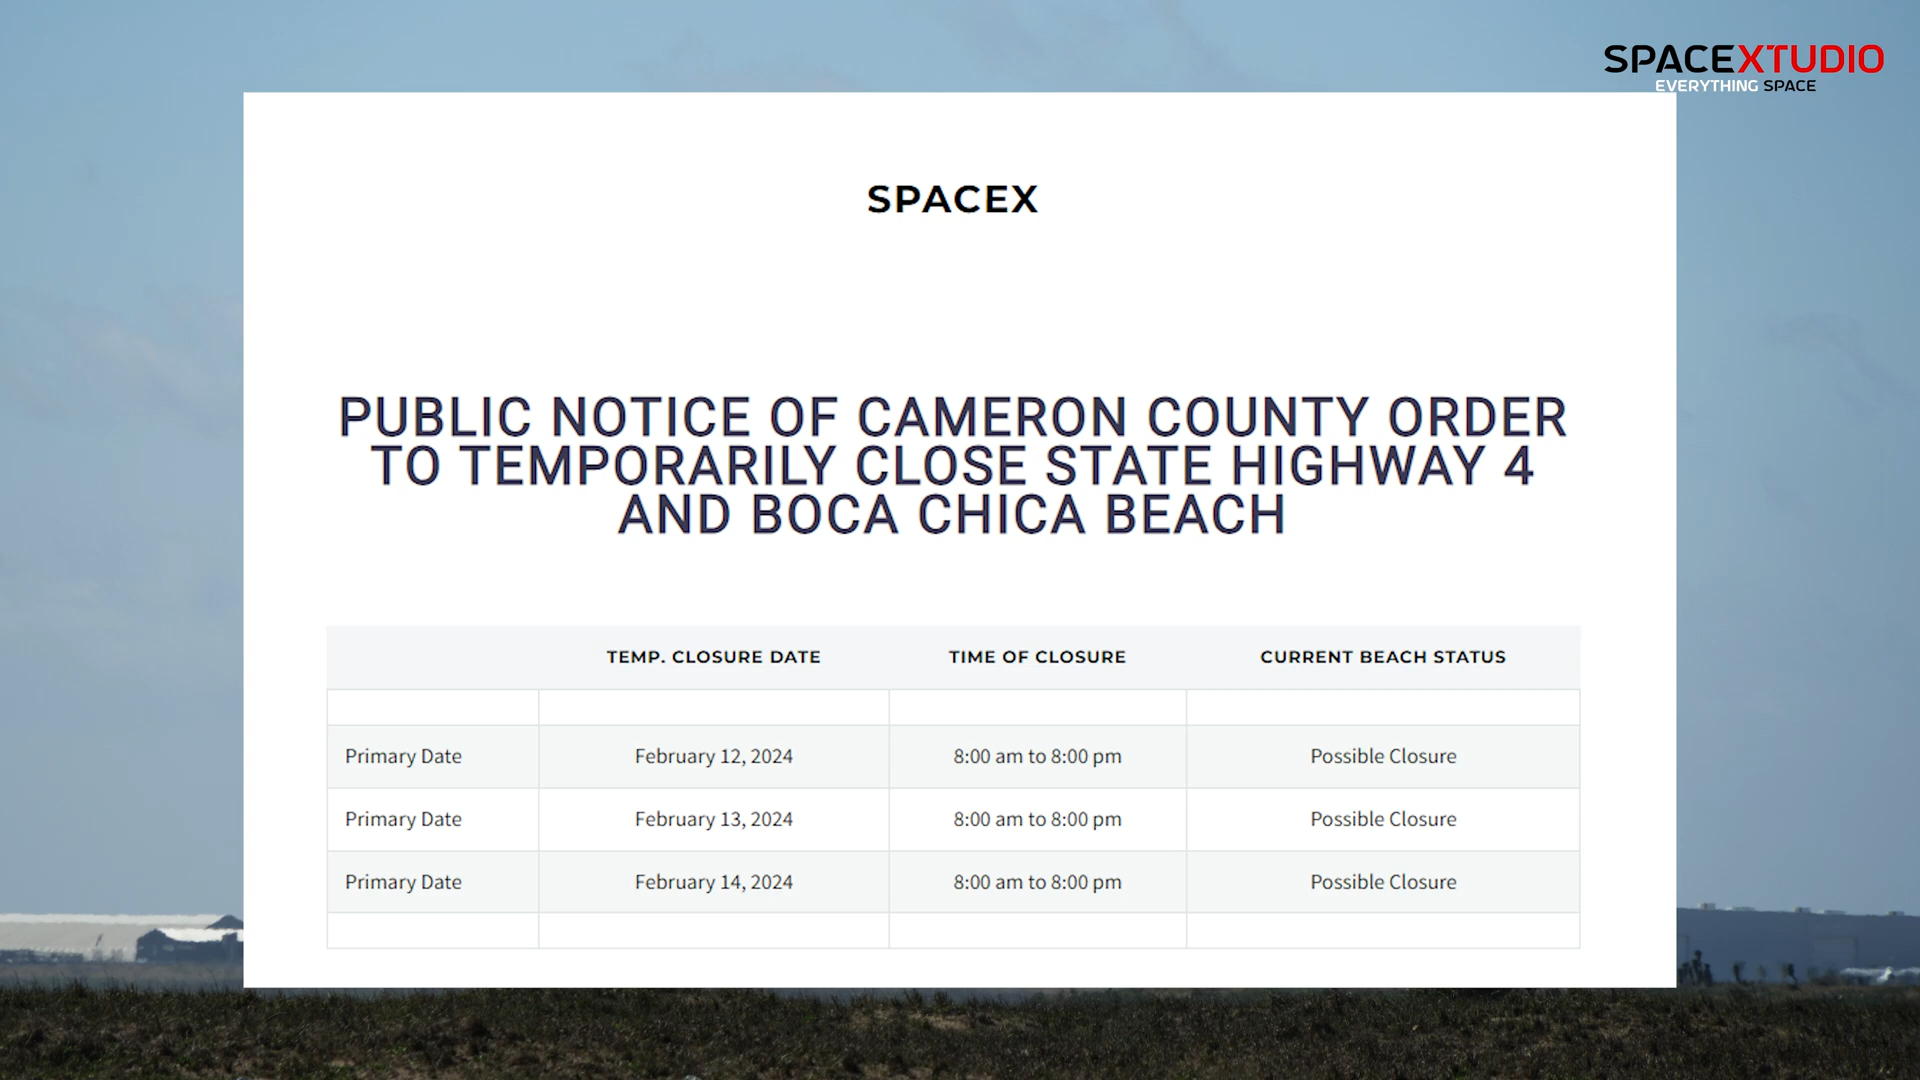 SPACEXTUDIO
EVERYTHING SPACE
SPACEX
PUBLIC NOTICE OF CAMERON COUNTY ORDER
TO TEMPORARILY CLOSE STATE HIGHWAY 4
AND BOCA CHICA BEACH
TEMP. CLOSURE DATE TIME OF CLOSURE CURRENT BEACH STATUS
Primary Date February 12, 2024 8:00 am to 8:00 pm Possible Closure
Primary Date February 13, 2024 8:00 am to 8:00 pm Possible Closure
Primary Date February 14, 2024 8:00 am to 8:00 pm Possible Closure